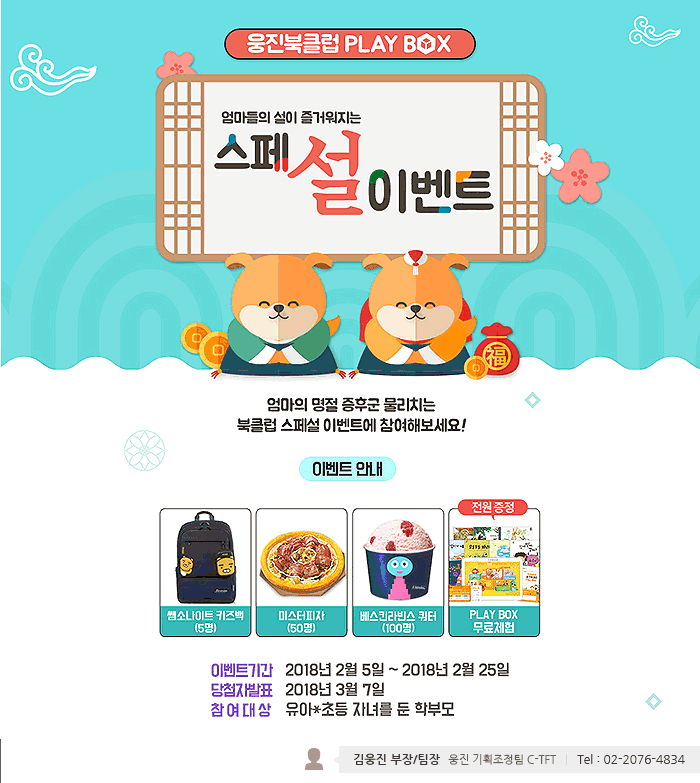 웅진북클럽 PLAY BOX
엄마들의 설이 즐거워지는
스페설이벤트
福
엄마의 명절 증후군 물리치는
북클럽 스페설 이벤트에 참여해보세요!
이벤트 안내
전원 증정
쌤소나이트 키즈백
(5명)
미스터피자
(50명)
베스킨라빈스 쿼터
(100명)
PLAY BOX
무료체험
이벤트기간 2018년 2월 5일 ~ 2018년 2월 25일
당첨자발표 2018년 3월 7일
참 여 대 상 유아*초등 자녀를 둔 학부모
김웅진 부장/팀장 웅진 기획조정팀 C-TFT | Tel : 02-2076-4834